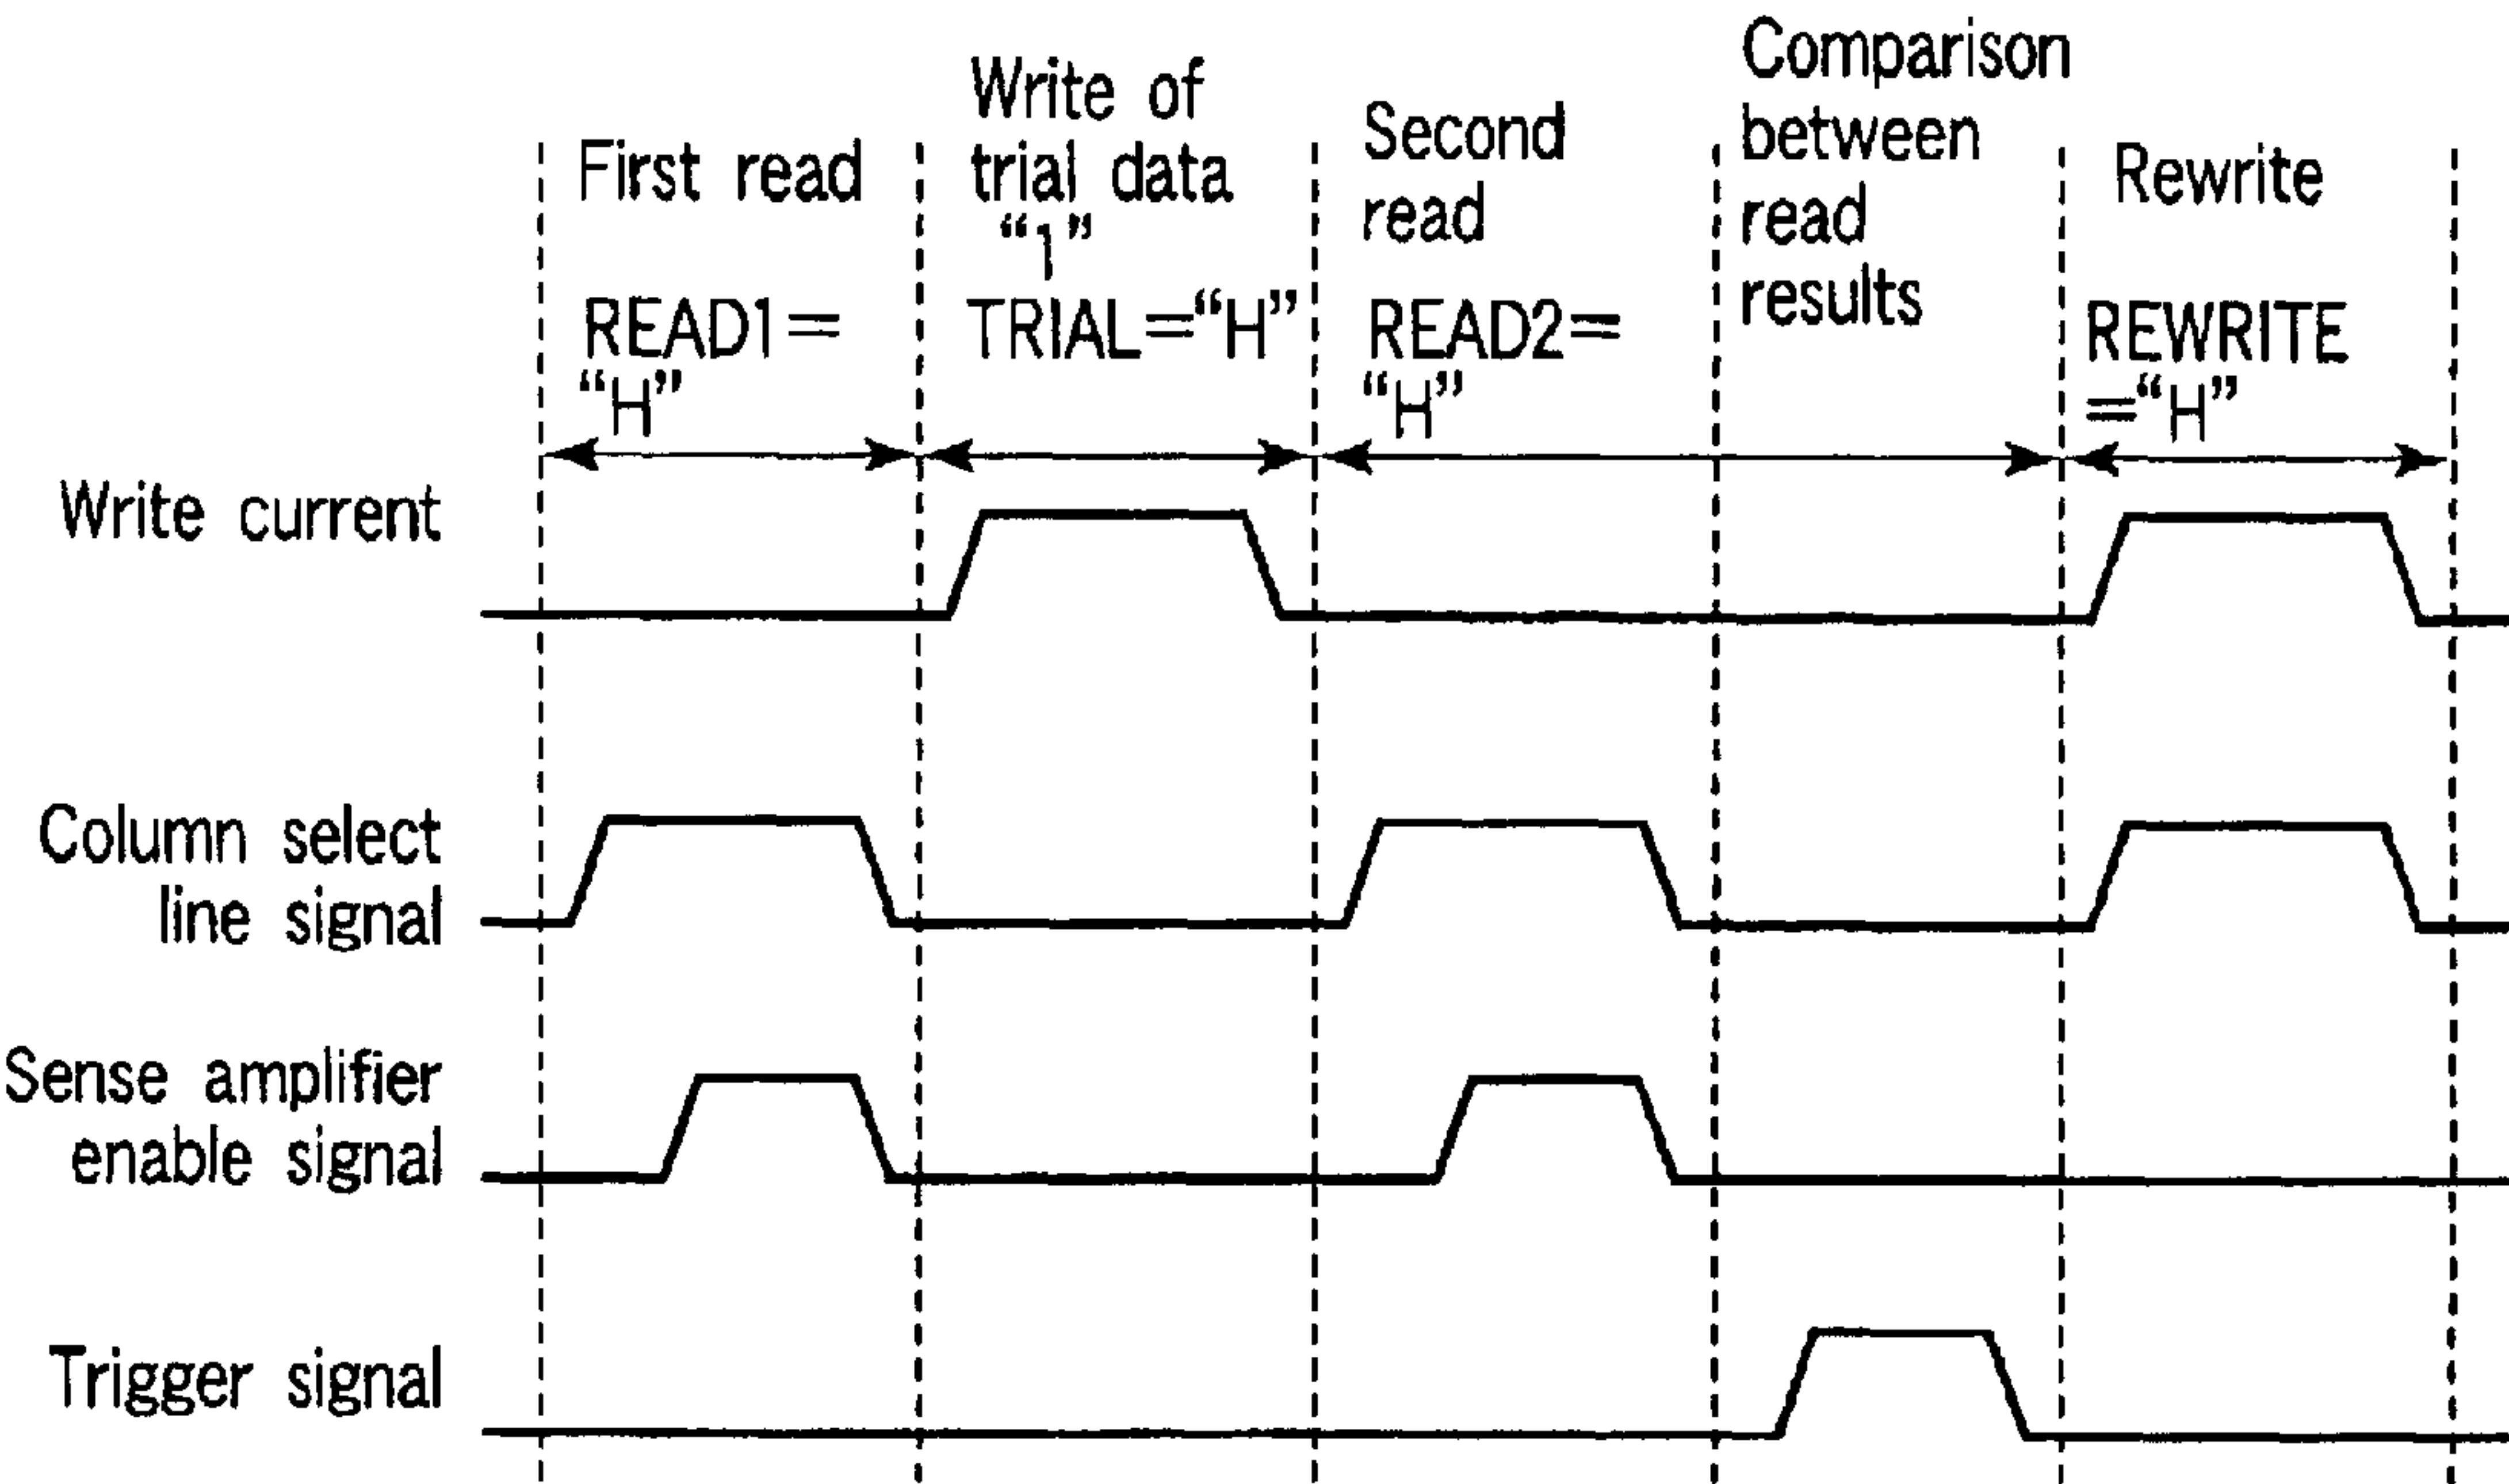 First read
READ1=
“H”
Write of
trial data
“1”
TRIAL=“H”
Second
read
READ2=
“H”
Comparison
between
read
results
Rewrite
REWRITE
=“H”
Write current
Column select
line signal
Sense amplifier
enable signal
Trigger signal